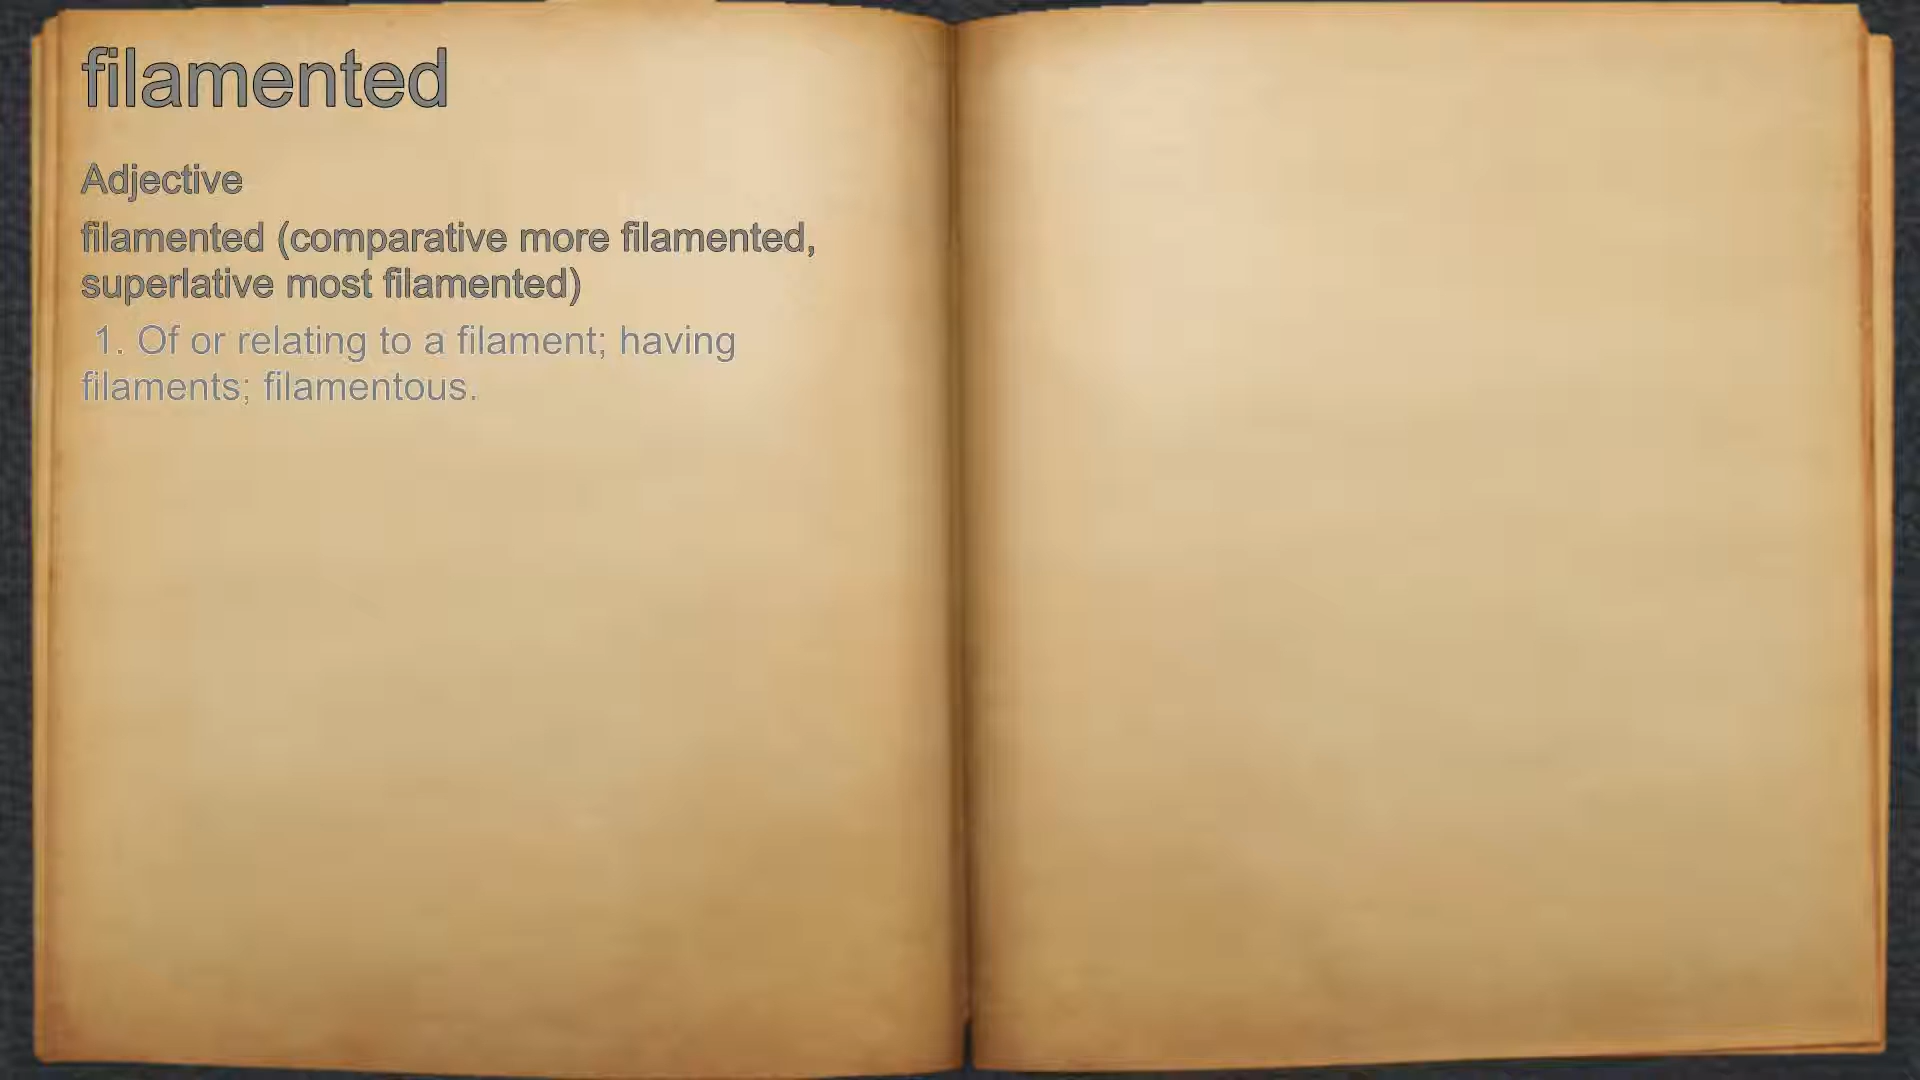 filamented
Adjective
filamented (comparative more filamented,
superlative most filamented)
1. Of or relating to a filament; having
filaments; filamentous.